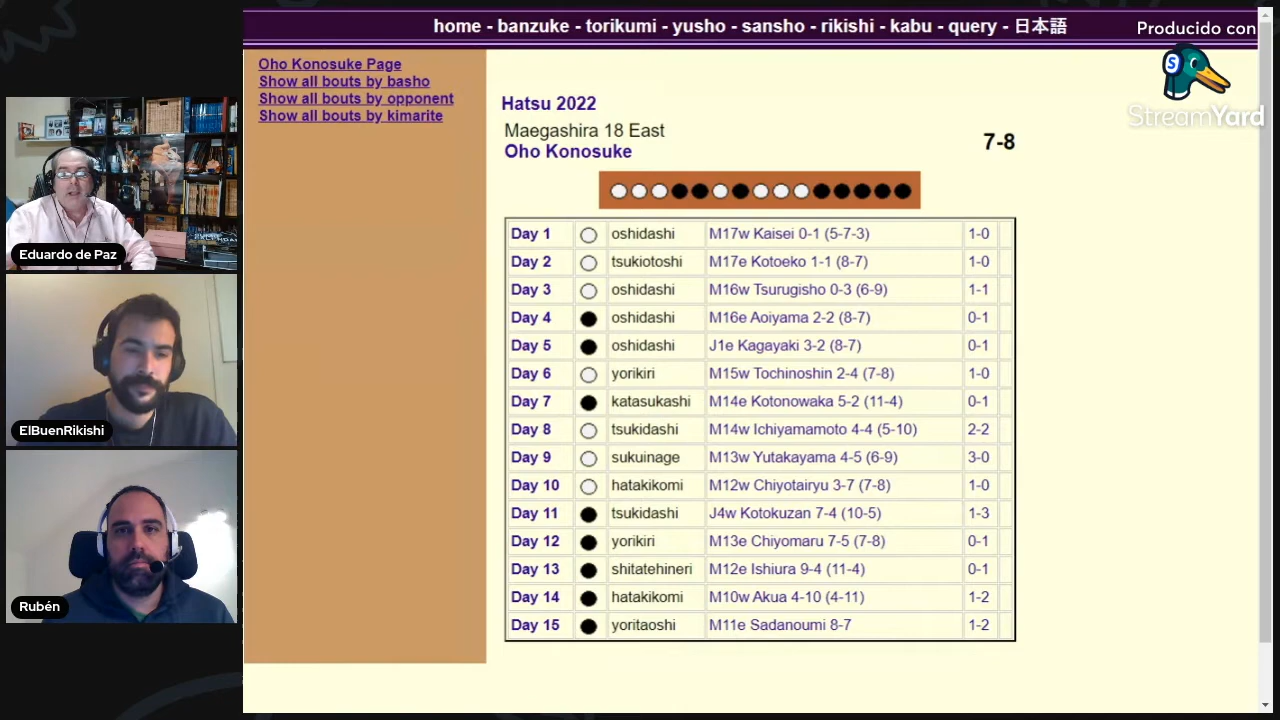 home - banzuke - torikumi - yusho - sansho - rikishi - kabu - query - 日本語
Producido con
StreamYard
S
Oho Konosuke Page
Show all bouts by basho
Show all bouts by opponent
Show all bouts by kimarite
Hatsu 2022
Maegashira 18 East
Oho Konosuke
7-8
Day 1 oshidashi M17w Kaisei 0-1 (5-7-3) 1-0
Day 2 tsukiotoshi M17e Kotoeko 1-1 (8-7) 1-0
Day 3 oshidashi M16w Tsurugisho 0-3 (6-9) 1-1
Day 4 oshidashi M16e Aoiyama 2-2 (8-7) 0-1
Day 5 oshidashi J1e Kagayaki 3-2 (8-7) 0-1
Day 6 yorikiri M15w Tochinoshin 2-4 (7-8) 1-0
Day 7 katasukashi M14e Kotonowaka 5-2 (11-4) 0-1
Day 8 tsukidashi M14w Ichiyamamoto 4-4 (5-10) 2-2
Day 9 sukuinage M13w Yutakayama 4-5 (6-9) 3-0
Day 10 hatakikomi M12w Chiyotairyu 3-7 (7-8) 1-0
Day 11 tsukidashi J4w Kotokuzan 7-4 (10-5) 1-3
Day 12 yorikiri M13e Chiyomaru 7-5 (7-8) 0-1
Day 13 shitatehineri M12e Ishiura 9-4 (11-4) 0-1
Day 14 hatakikomi M10w Akua 4-10 (4-11) 1-2
Day 15 yoritaoshi M11e Sadanoumi 8-7 1-2
Eduardo de Paz
ElBuenRikishi
Rubén